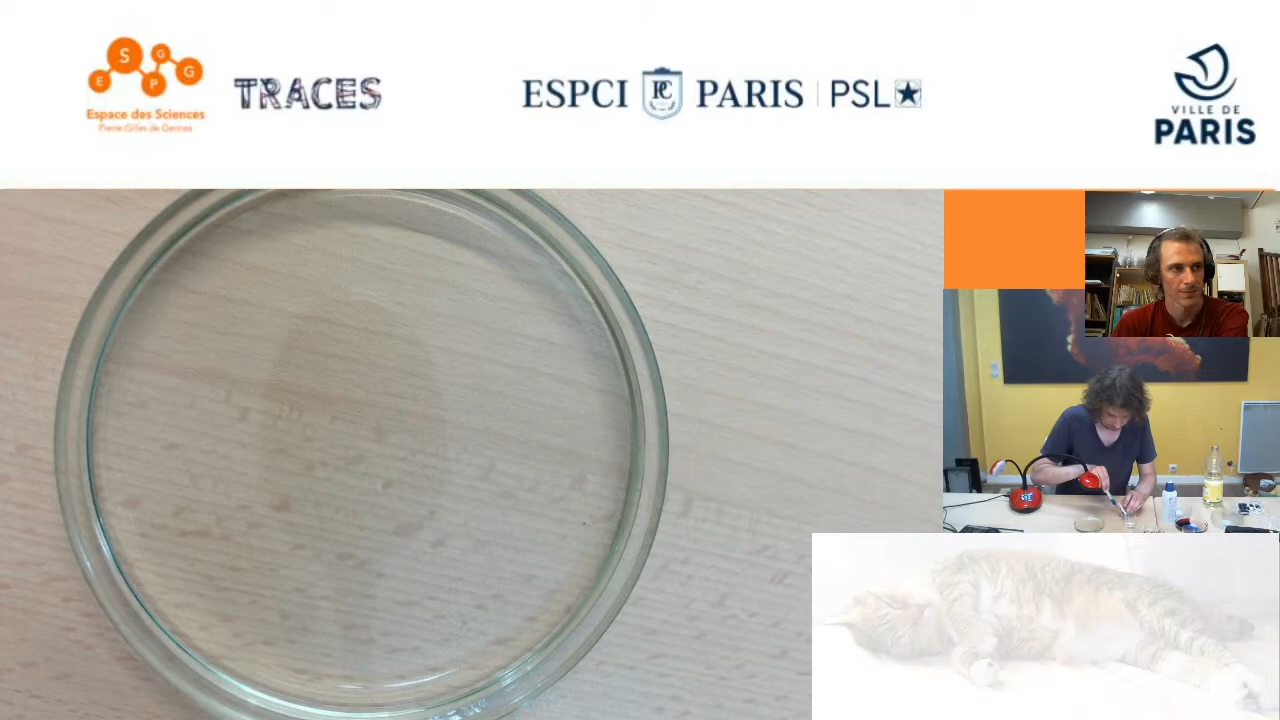 S G
E P G
Espace des Sciences
Pierre-Gilles de Gennes
TRACES
ESPCI PARIS PSL
VILLE DE
PARIS